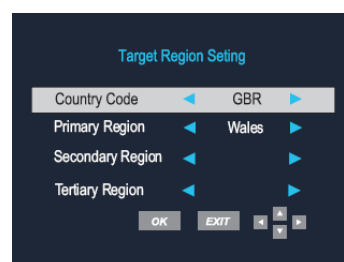 Target Region Seting
Country Code GBR
Primary Region Wales
Secondary Region
Tertiary Region
OK EXIT